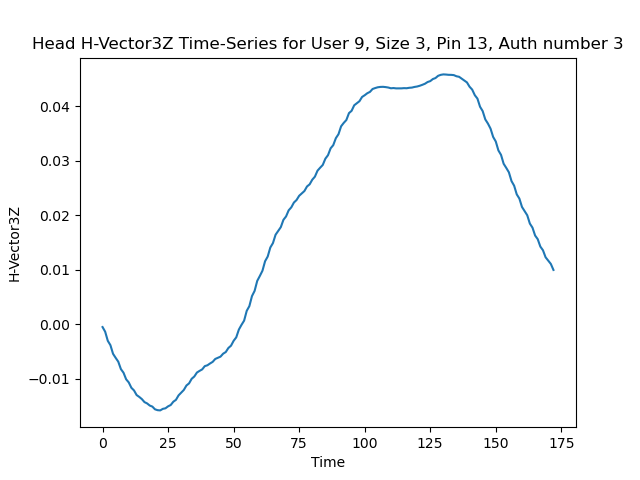 Head H-Vector3Z Time-Series for User 9, Size 3, Pin 13, Auth number 3
0.04
0.03
0.02
0.01
0.00
−0.01
H-Vector3Z
0 25 50 75 100 125 150 175
Time